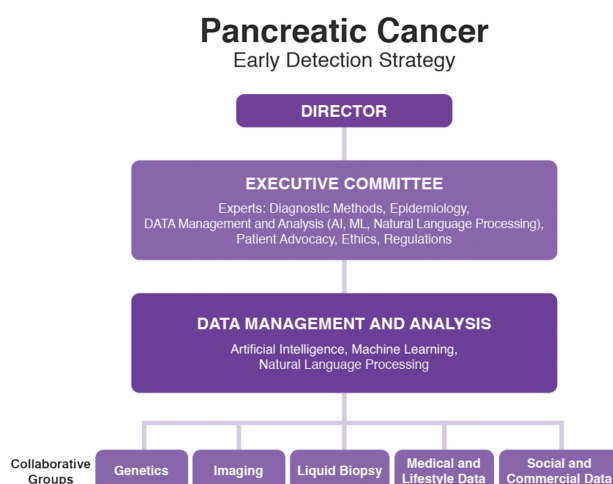 Pancreatic Cancer
Early Detection Strategy
DIRECTOR
EXECUTIVE COMMITTEE
Experts: Diagnostic Methods, Epidemiology,
DATA Management and Analysis (AI, ML, Natural Language Processing),
Patient Advocacy, Ethics, Regulations
DATA MANAGEMENT AND ANALYSIS
Artificial Intelligence, Machine Learning,
Natural Language Processing
Collaborative
Groups
Genetics
Imaging
Liquid Biopsy
Medical and
Lifestyle Data
Social and
Commercial Data